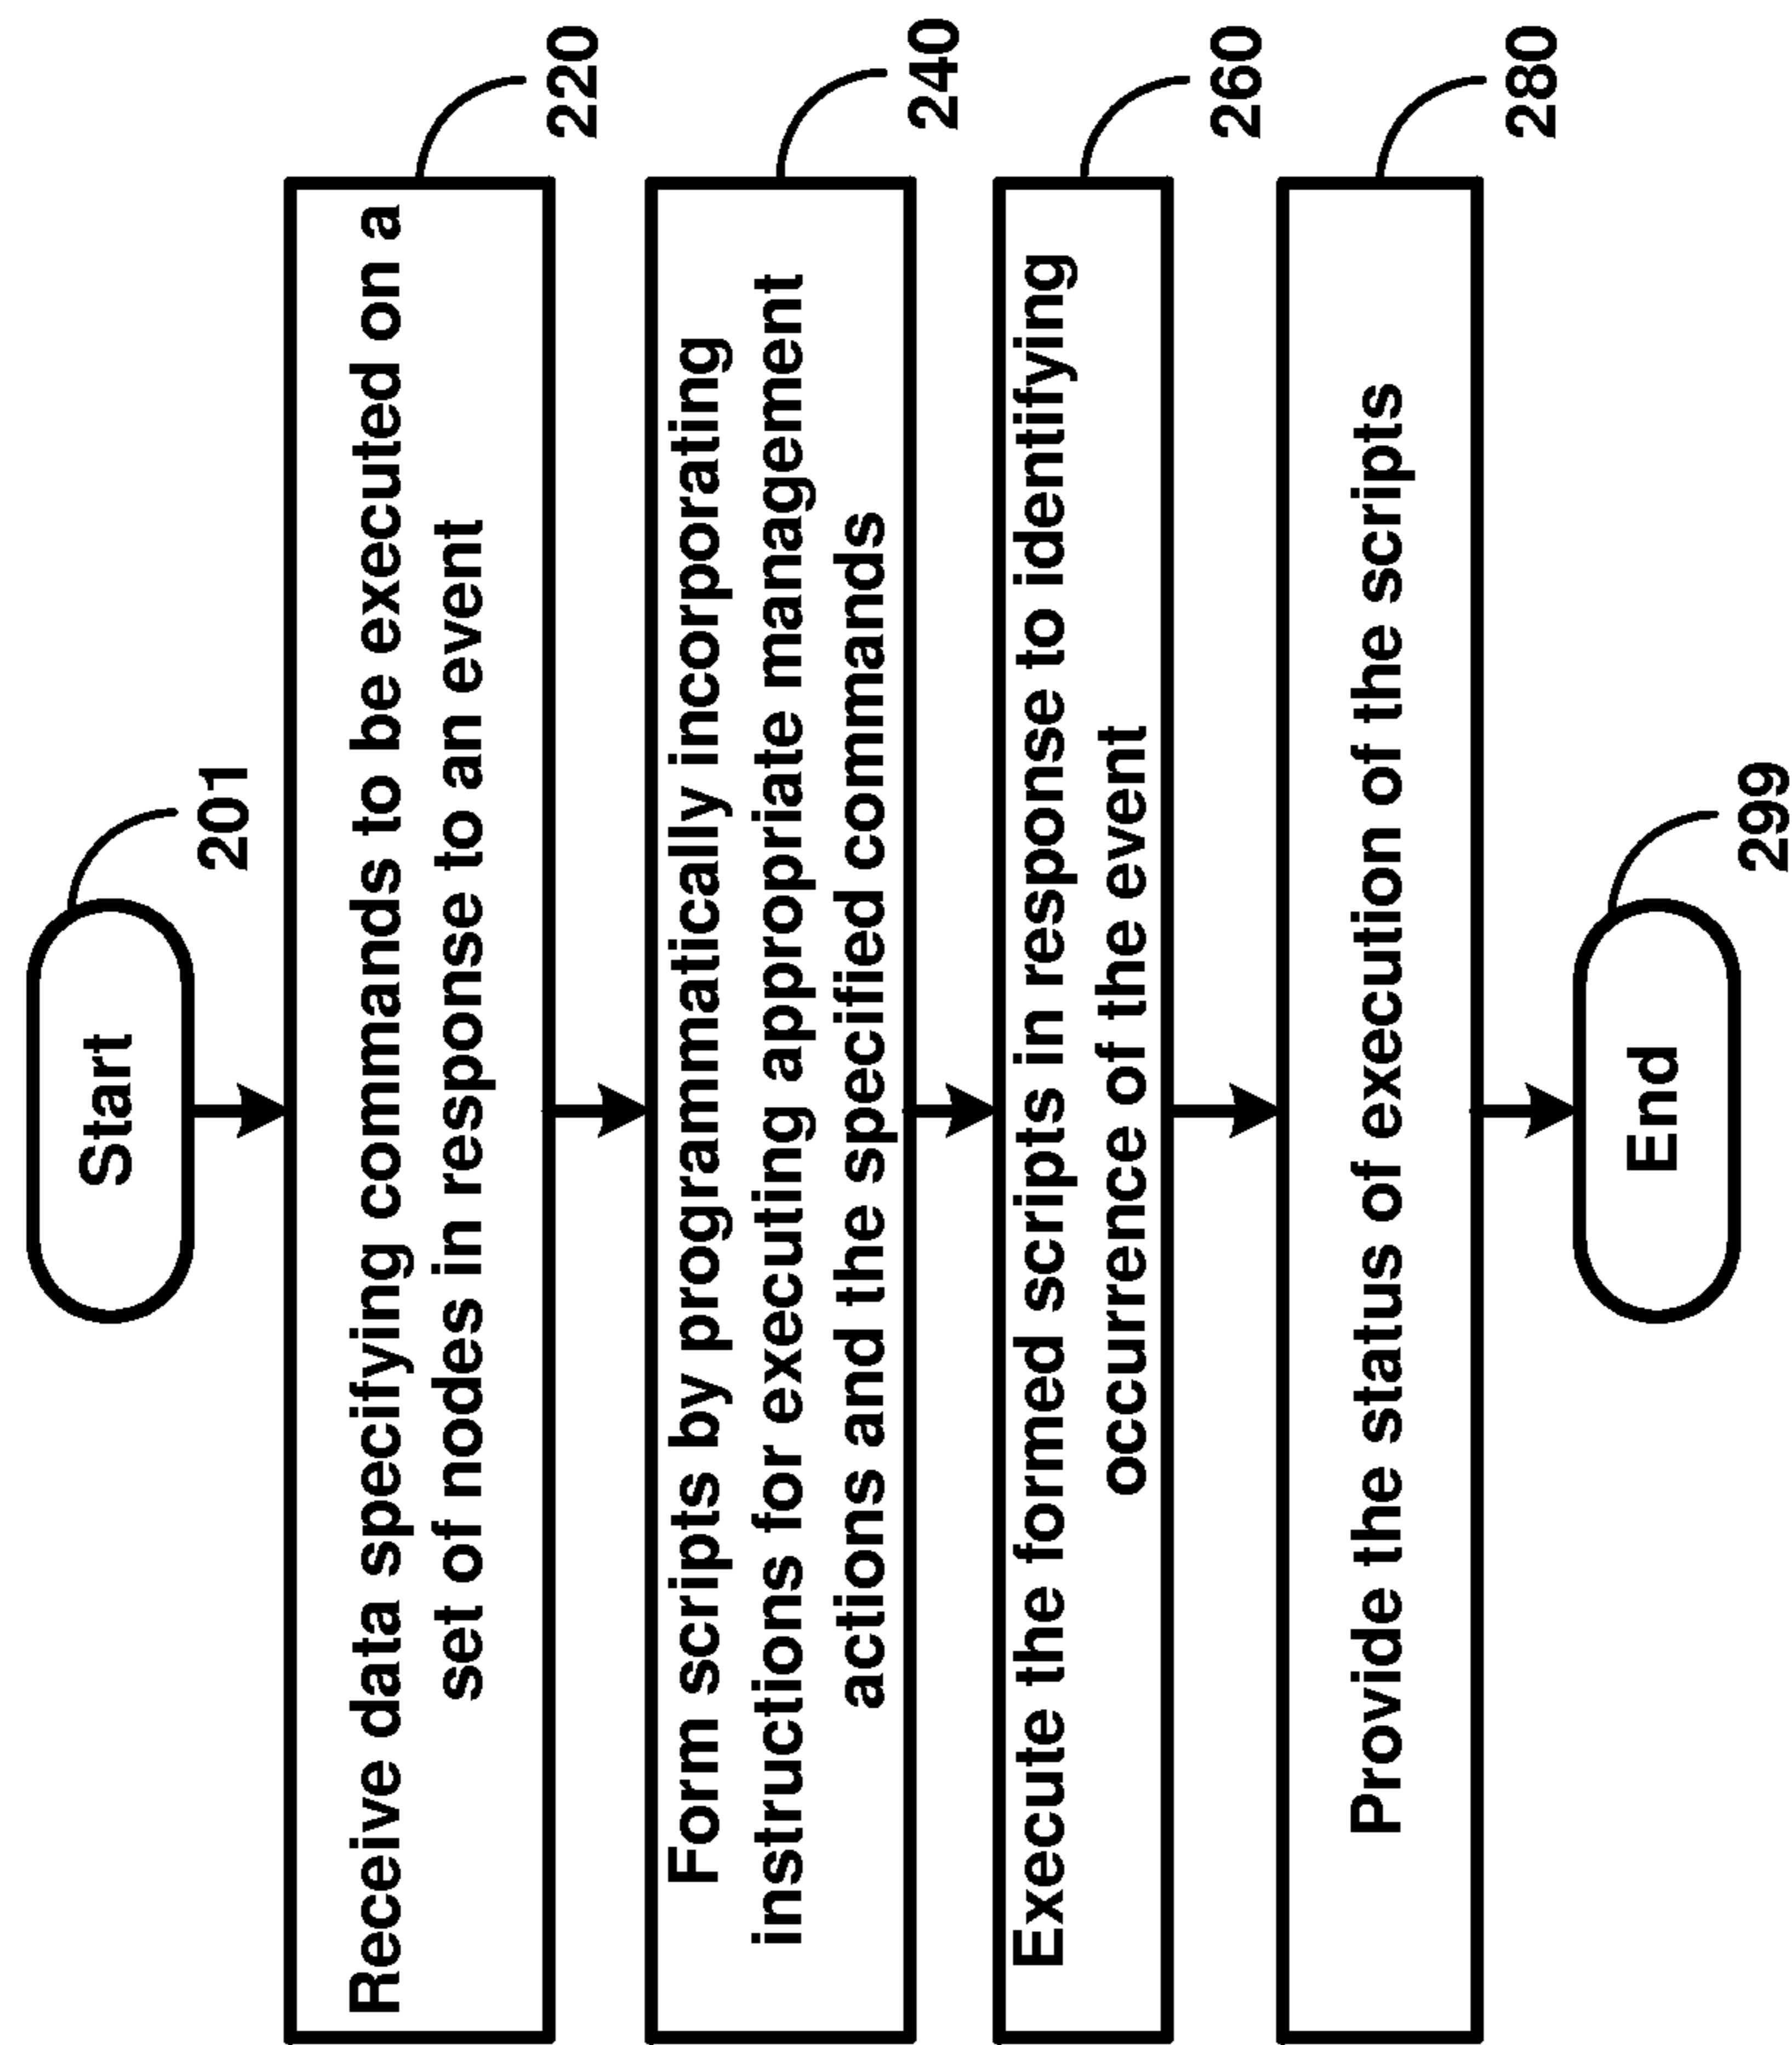 Start
201
Receive data specifying commands to be executed on a
set of nodes in response to an event
220
Form scripts by programmatically incorporating
instructions for executing appropriate management
actions and the specified commands
240
Execute the formed scripts in response to identifying
occurrence of the event
260
Provide the status of execution of the scripts
280
End
299